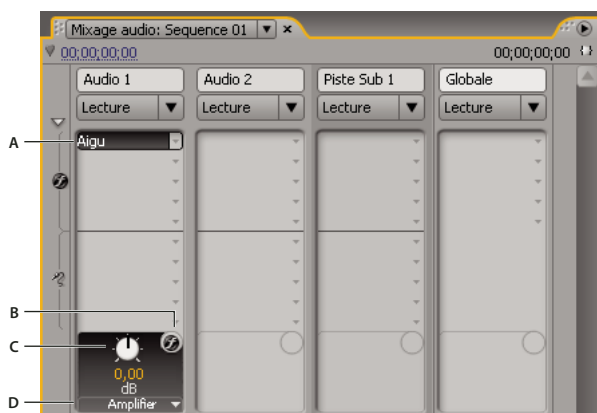 Mixage audio: Sequence 01
00;00;00;00
00;00;00;00
Audio 1
Audio 2
Piste Sub 1
Globale
Lecture
Lecture
Lecture
Lecture
A
Aigu
B
C
0,00
dB
D
Amplifier